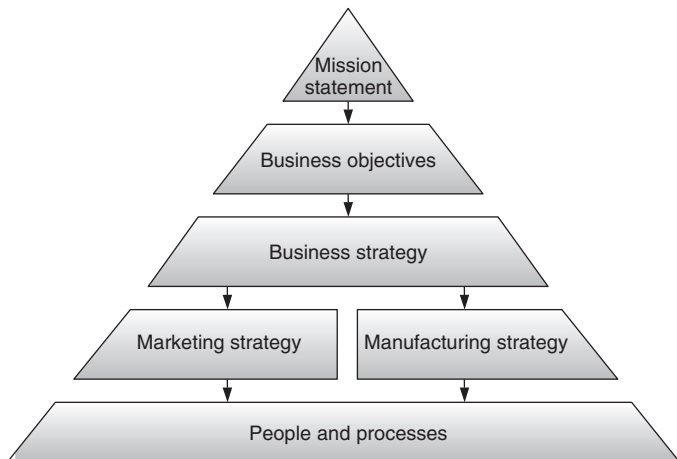 Mission
statement
Business objectives
Business strategy
Marketing strategy
Manufacturing strategy
People and processes